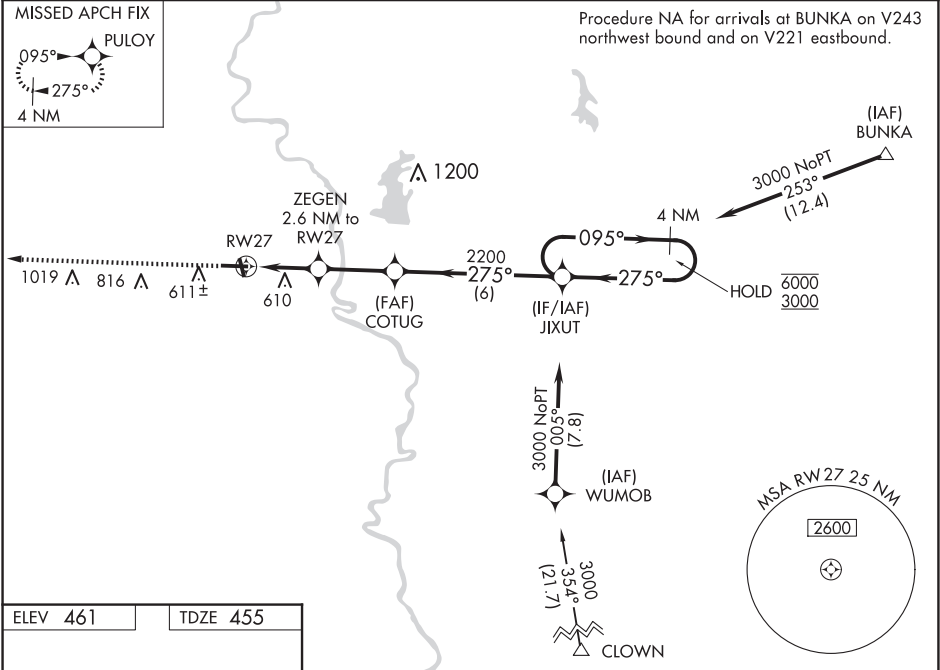 MISSED APCH FIX
PULOY
095°
275°
4 NM
Procedure NA for arrivals at BUNKA on V243
northwest bound and on V221 eastbound.
(IAF)
BUNKA
3000 NoPT
253°
(12.4)
1200
ZEGEN
2.6 NM to
RW27
RW27
4 NM
095°
2200
275°
(6)
275°
HOLD
6000
3000
1019
816
611±
610
(FAF)
COTUG
(IF/IAF)
JIXUT
3000 NoPT
005°
(7.8)
(IAF)
WUMOB
MSA RW27 25 NM
2600
3000
354°
(21.7)
CLOWN
ELEV 461
TDZE 455